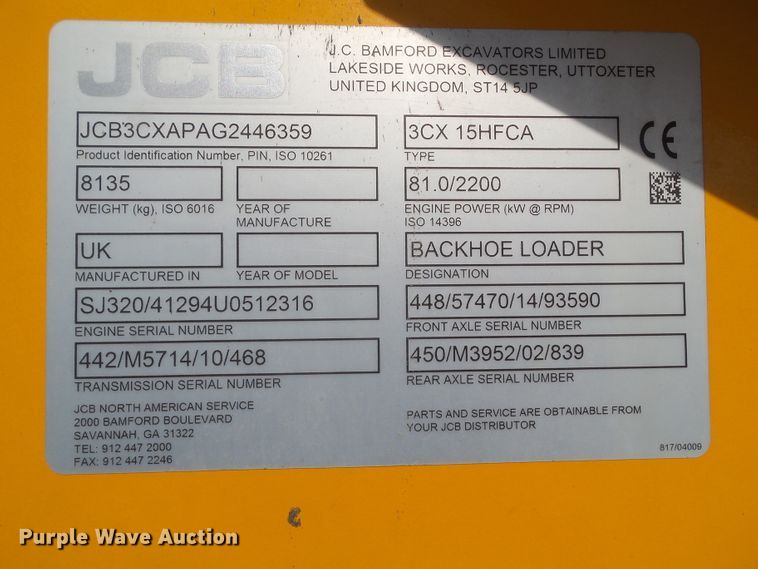 JCB
J.C. BAMFORD EXCAVATORS LIMITED
LAKESIDE WORKS, ROCESTER, UTTOXETER
UNITED KINGDOM, ST14 5JP
JCB3CXAPAG2446359
Product Identification Number, PIN, ISO 10261
3CX 15HFCA
TYPE
CE
8135
WEIGHT (kg), ISO 6016
YEAR OF
MANUFACTURE
81.0/2200
ENGINE POWER (kW @ RPM)
ISO 14396
UK
MANUFACTURED IN
YEAR OF MODEL
BACKHOE LOADER
DESIGNATION
SJ320/41294U0512316
ENGINE SERIAL NUMBER
448/57470/14/93590
FRONT AXLE SERIAL NUMBER
442/M5714/10/468
TRANSMISSION SERIAL NUMBER
450/M3952/02/839
REAR AXLE SERIAL NUMBER
JCB NORTH AMERICAN SERVICE
2000 BAMFORD BOULEVARD
SAVANNAH, GA 31322
TEL: 912 447 2000
FAX: 912 447 2246
PARTS AND SERVICE ARE OBTAINABLE FROM
YOUR JCB DISTRIBUTOR
817/04009
Purple Wave Auction